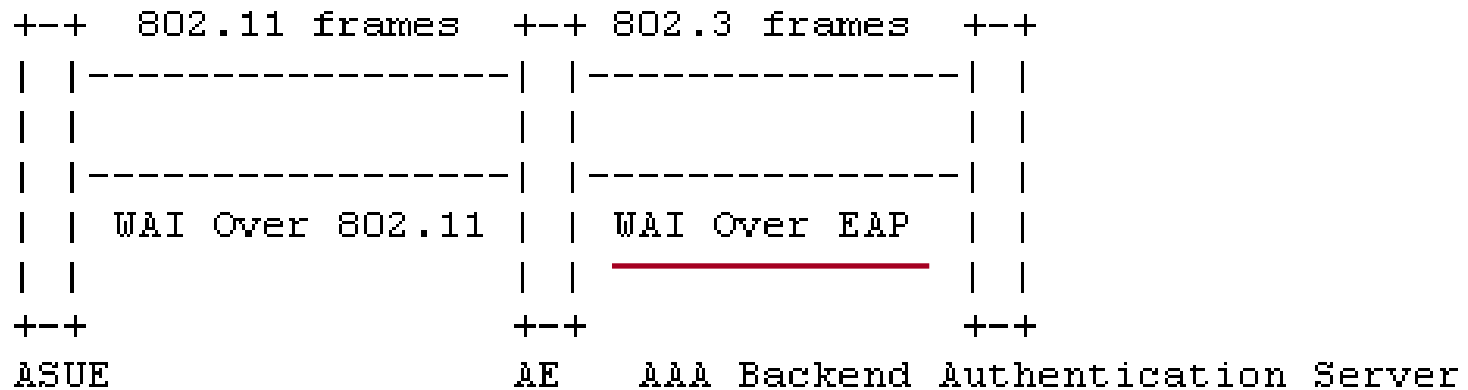 +-+  802.11 frames  +-+ 802.3 frames  +-+
| |-----------------| |---------------| |
| |                 | |               | |
| |-----------------| |---------------| |
| | WAI Over 802.11 | | WAI Over EAP  | |
| |                 | |               | |
+-+                 +-+               +-+
ASUE                AE   AAA Backend Authentication Server